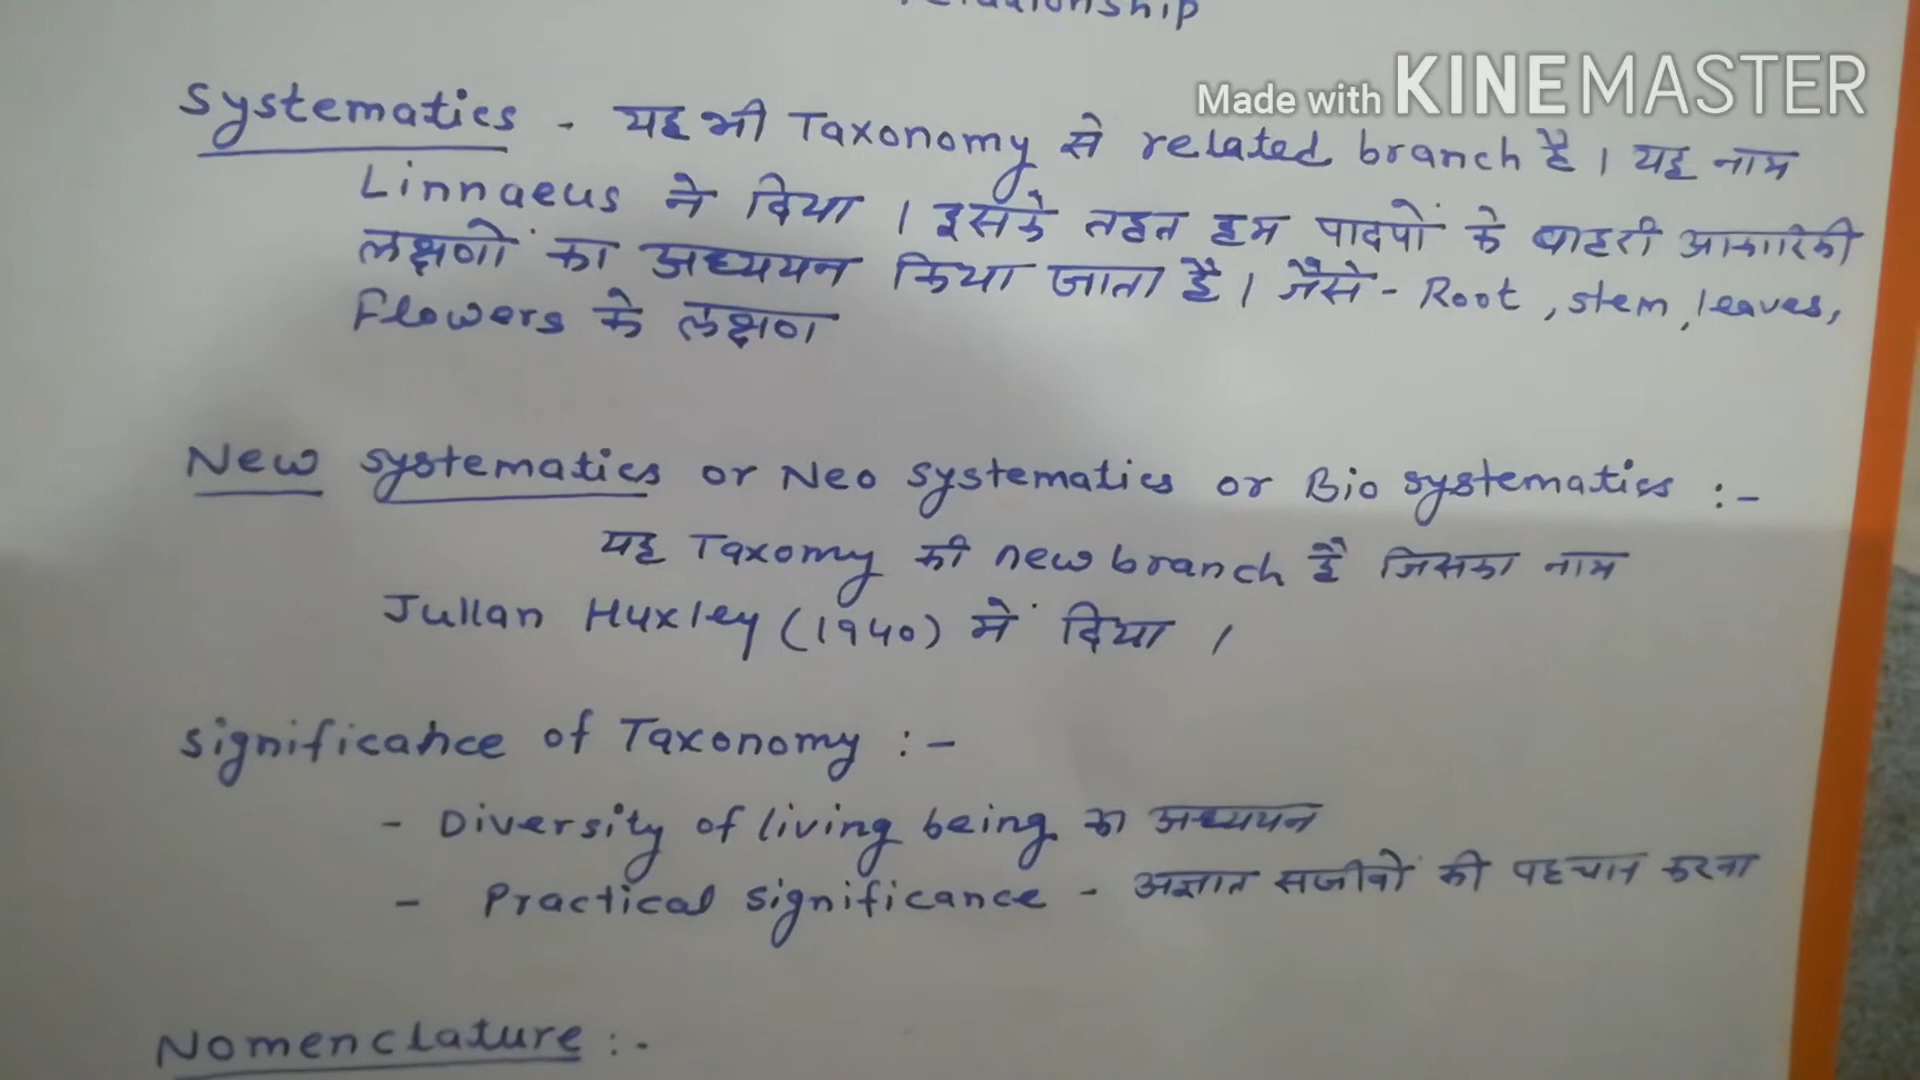 relationship
Made with KINEMASTER
Systematics - यह भी Taxonomy से related branch है। यह नाम
Linnaeus ने दिया। इसके तहत हम पादपों के बाहरी आकारिकी
लक्षणों का अध्ययन किया जाता है। जैसे - Root, stem, leaves,
Flowers के लक्षण
New systematics or Neo systematics or Bio systematics :-
यह Taxomy की new branch है जिसका नाम
Jullan Huxley (1940) में दिया।
significance of Taxonomy :-
- Diversity of living being का अध्ययन
- Practical significance - अज्ञात सजीवों की पहचान करना
Nomenclature :-